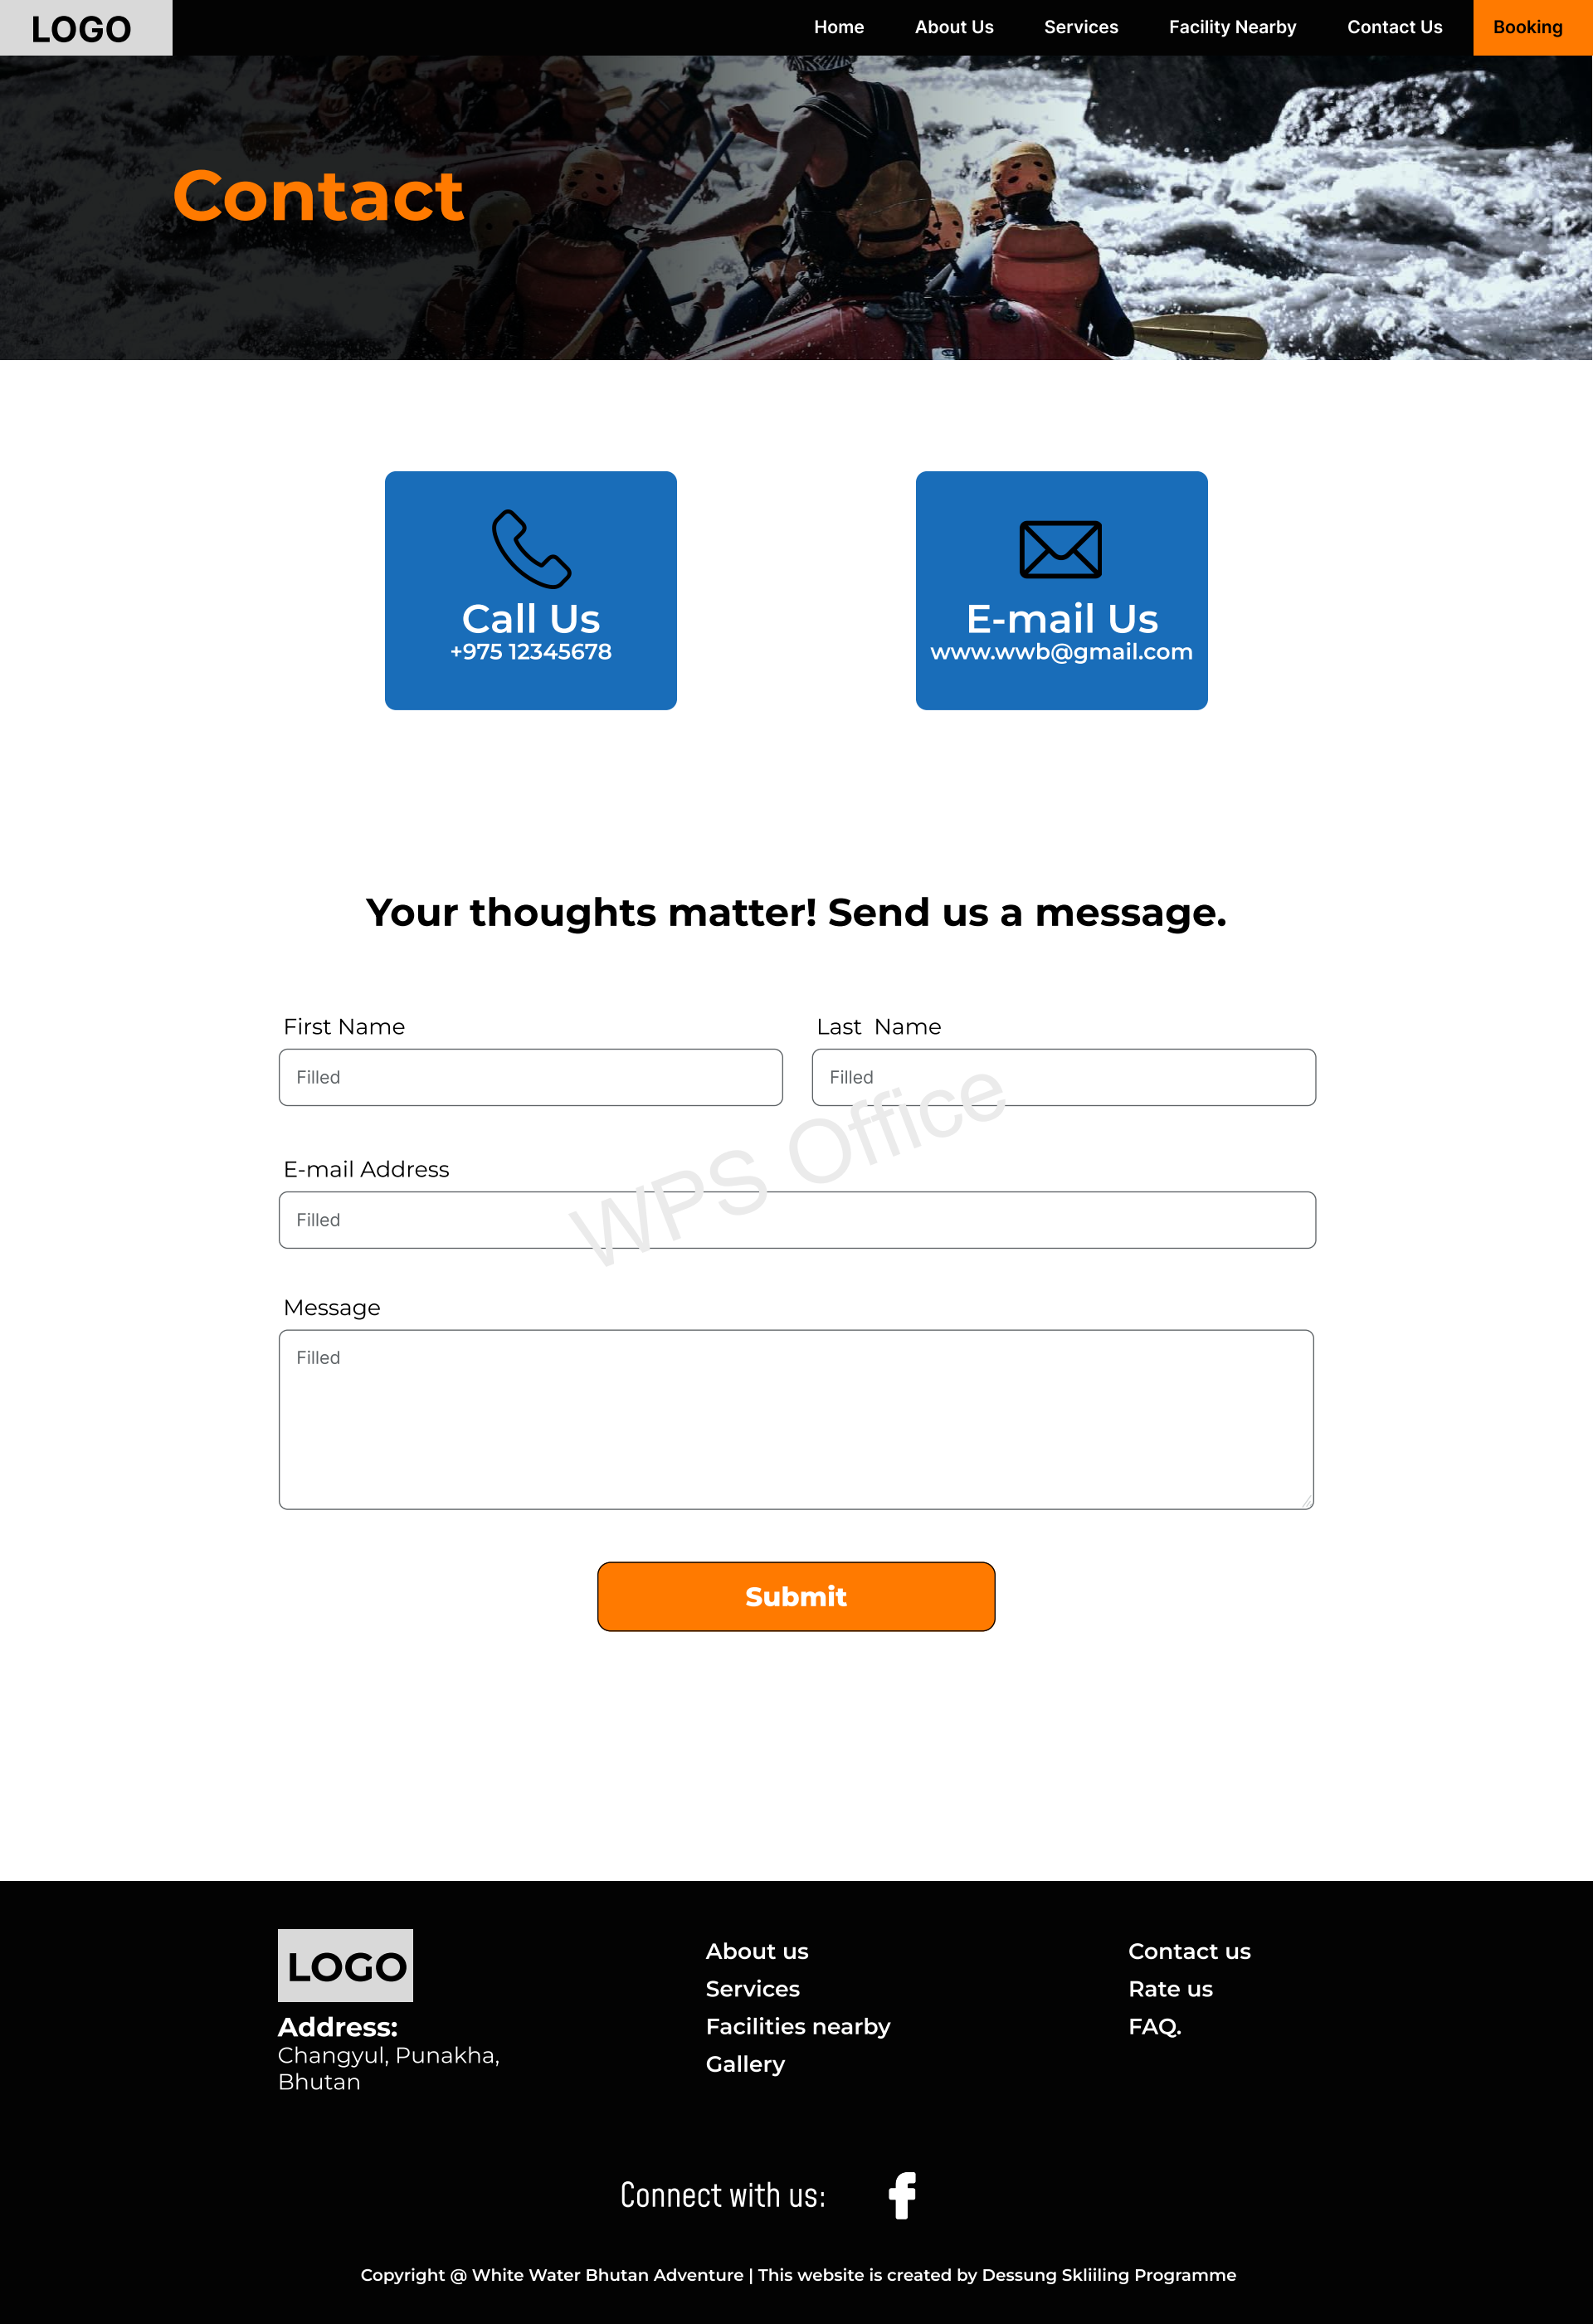 LOGO
Home About Us Services Facility Nearby Contact Us Booking
Contact
Call Us
+975 12345678
E-mail Us
www.wwb@gmail.com
Your thoughts matter! Send us a message.
First Name
Filled
Last Name
Filled
E-mail Address
Filled
WPS Office
Message
Filled
Submit
LOGO
Address:
Changyul, Punakha,
Bhutan
About us
Services
Facilities nearby
Gallery
Contact us
Rate us
FAQ.
Connect with us:
Copyright @ White Water Bhutan Adventure | This website is created by Dessung Skliiling Programme